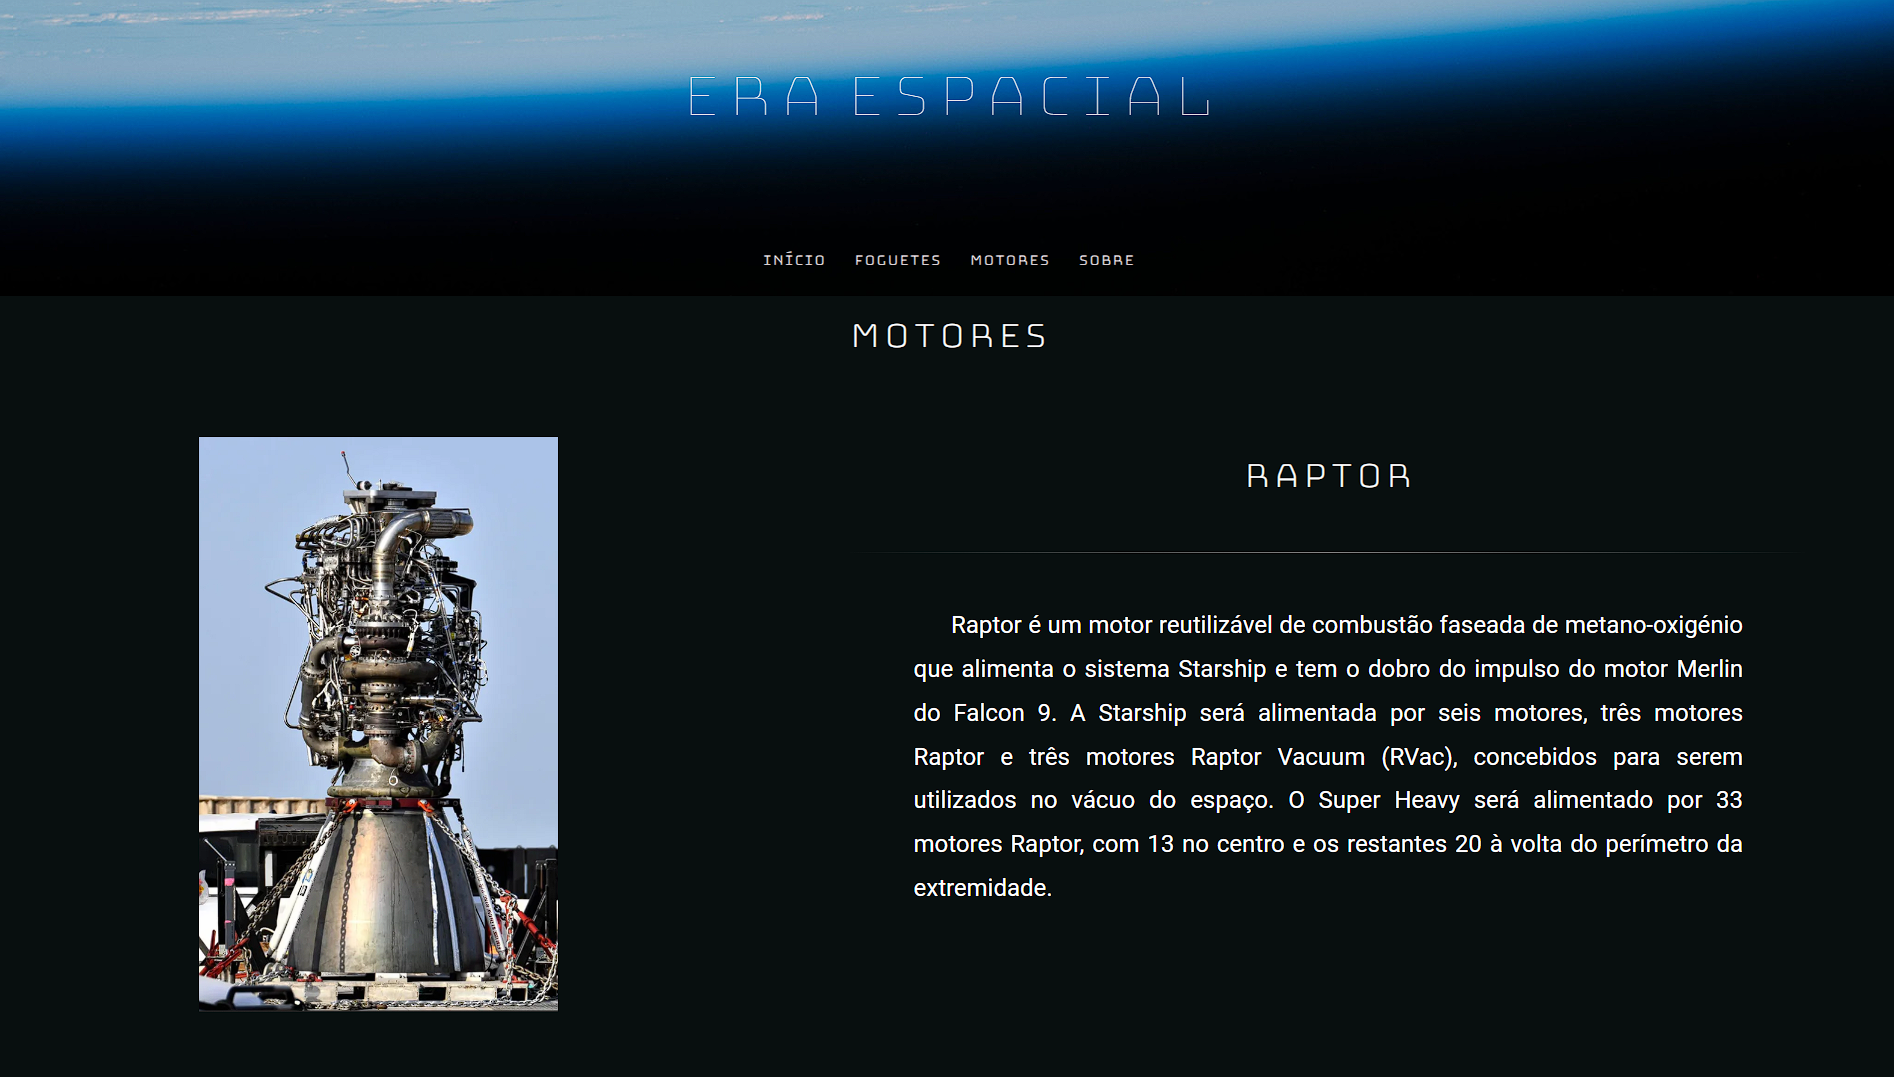 ERA ESPACIAL
INÍCIO FOGUETES MOTORES SOBRE
MOTORES
RAPTOR
Raptor é um motor reutilizável de combustão faseada de metano-oxigénio
que alimenta o sistema Starship e tem o dobro do impulso do motor Merlin
do Falcon 9. A Starship será alimentada por seis motores, três motores
Raptor e três motores Raptor Vacuum (RVac), concebidos para serem
utilizados no vácuo do espaço. O Super Heavy será alimentado por 33
motores Raptor, com 13 no centro e os restantes 20 à volta do perímetro da
extremidade.